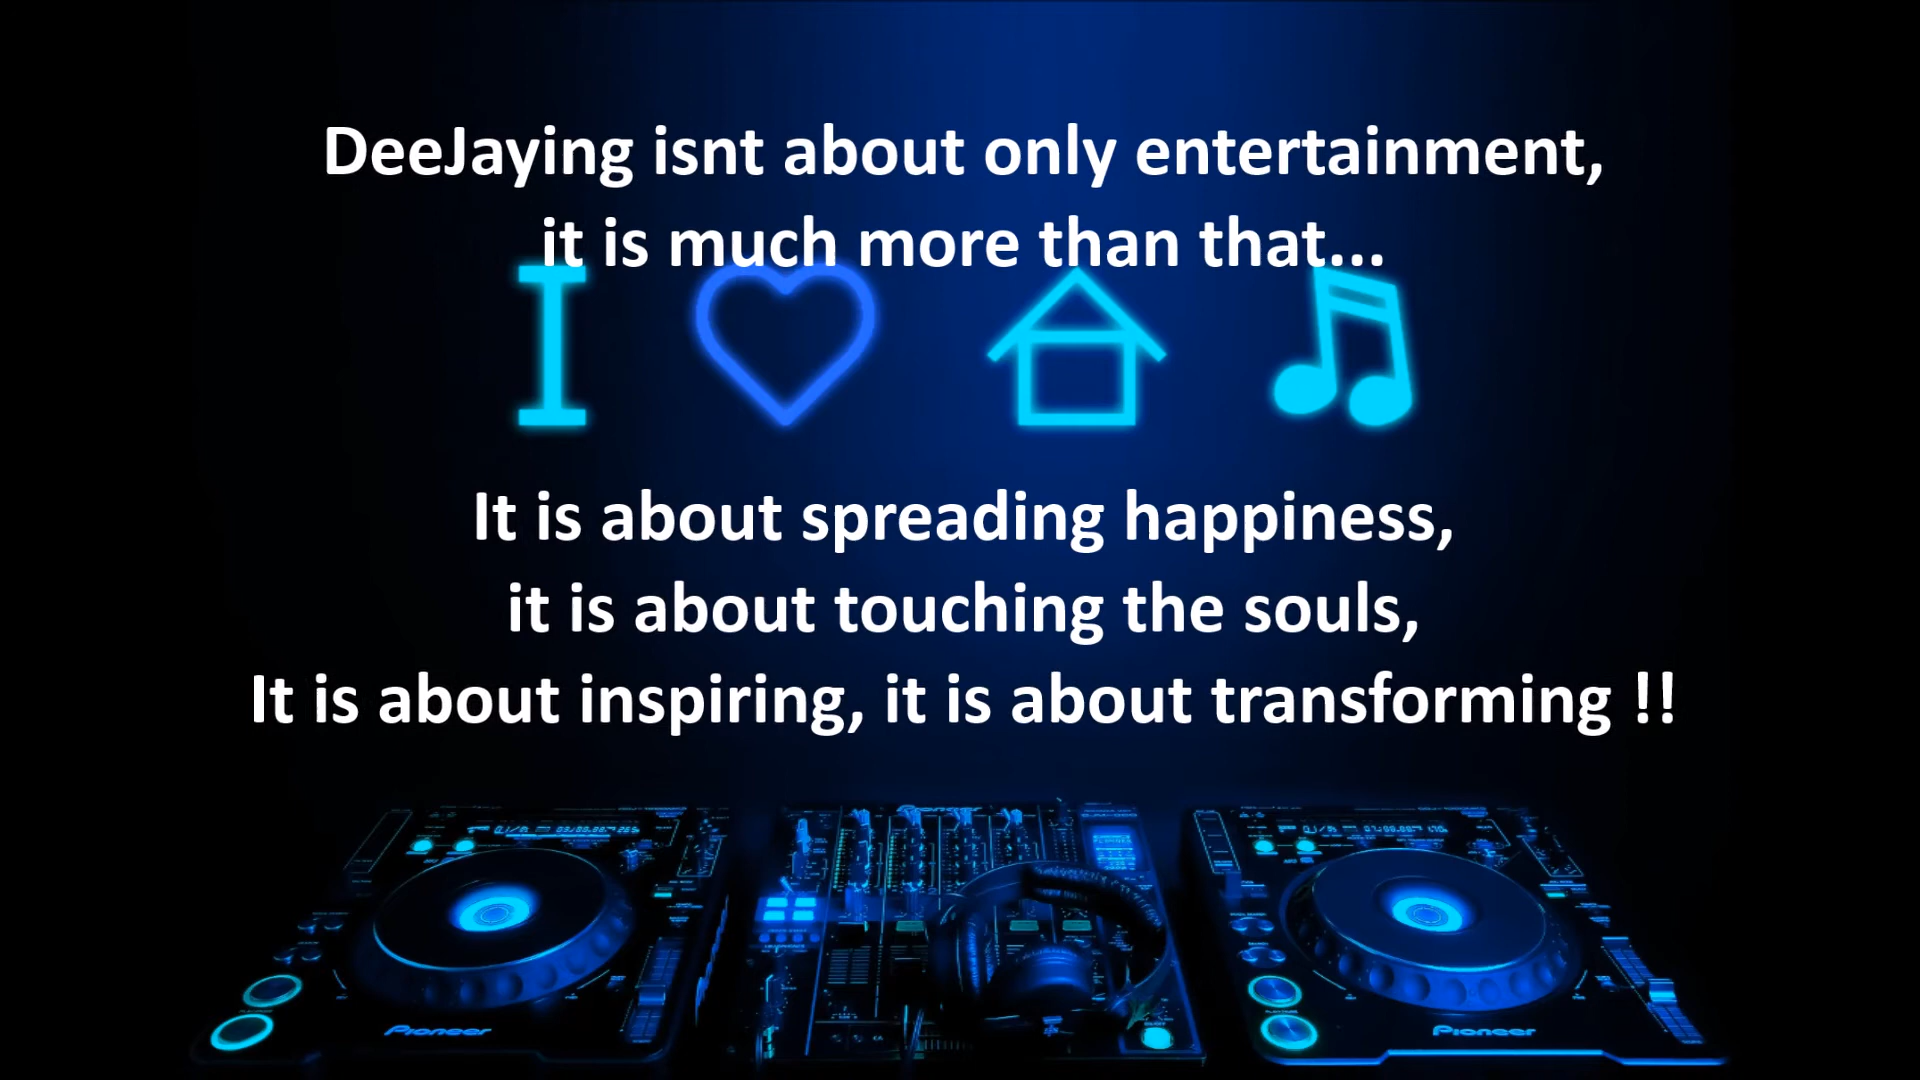 DeeJaying isnt about only entertainment,
it is much more than that...
I
It is about spreading happiness,
it is about touching the souls,
It is about inspiring, it is about transforming !!
Pioneer
Pioneer
Pioneer